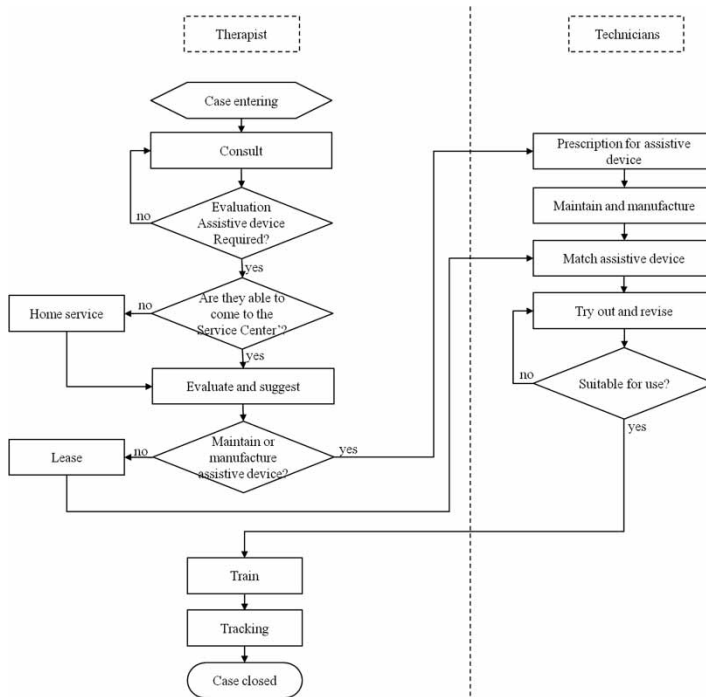 Therapist
Technicians
Case entering
Consult
Prescription for assistive
device
no
Evaluation
Assistive device
Required?
Maintain and manufacture
yes
Match assistive device
Home service
no
Are they able to
come to the
Service Center’?
Try out and revise
yes
Evaluate and suggest
no
Suitable for use?
yes
Lease
no
Maintain or
manufacture
assistive device?
yes
Train
Tracking
Case closed